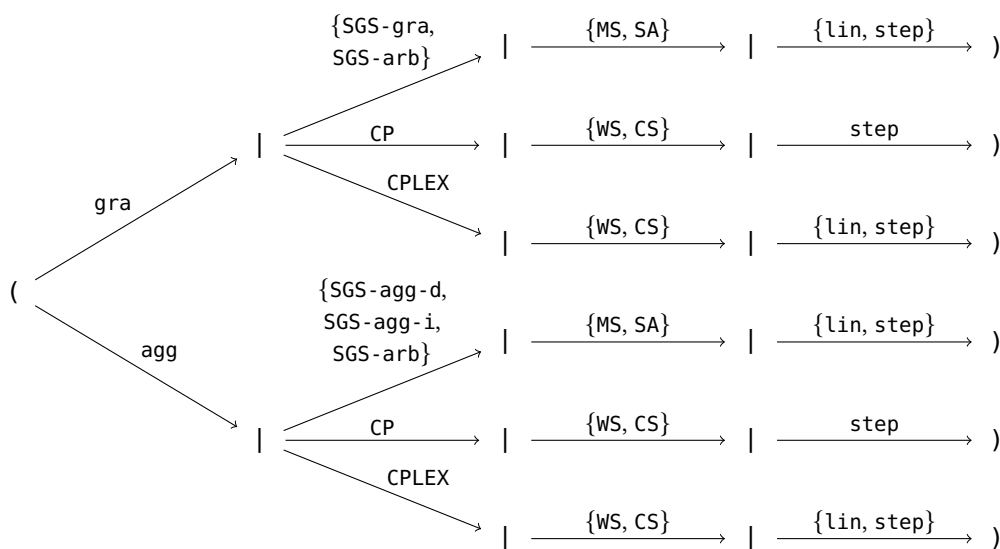 {SGS-gra,
SGS-arb}
| {MS, SA} | {lin, step} )
CP
| | {WS, CS} | step )
CPLEX
gra
| {WS, CS} | {lin, step} )
(
{SGS-agg-d,
SGS-agg-i,
SGS-arb}
| {MS, SA} | {lin, step} )
agg
CP
| | {WS, CS} | step )
CPLEX
| {WS, CS} | {lin, step} )